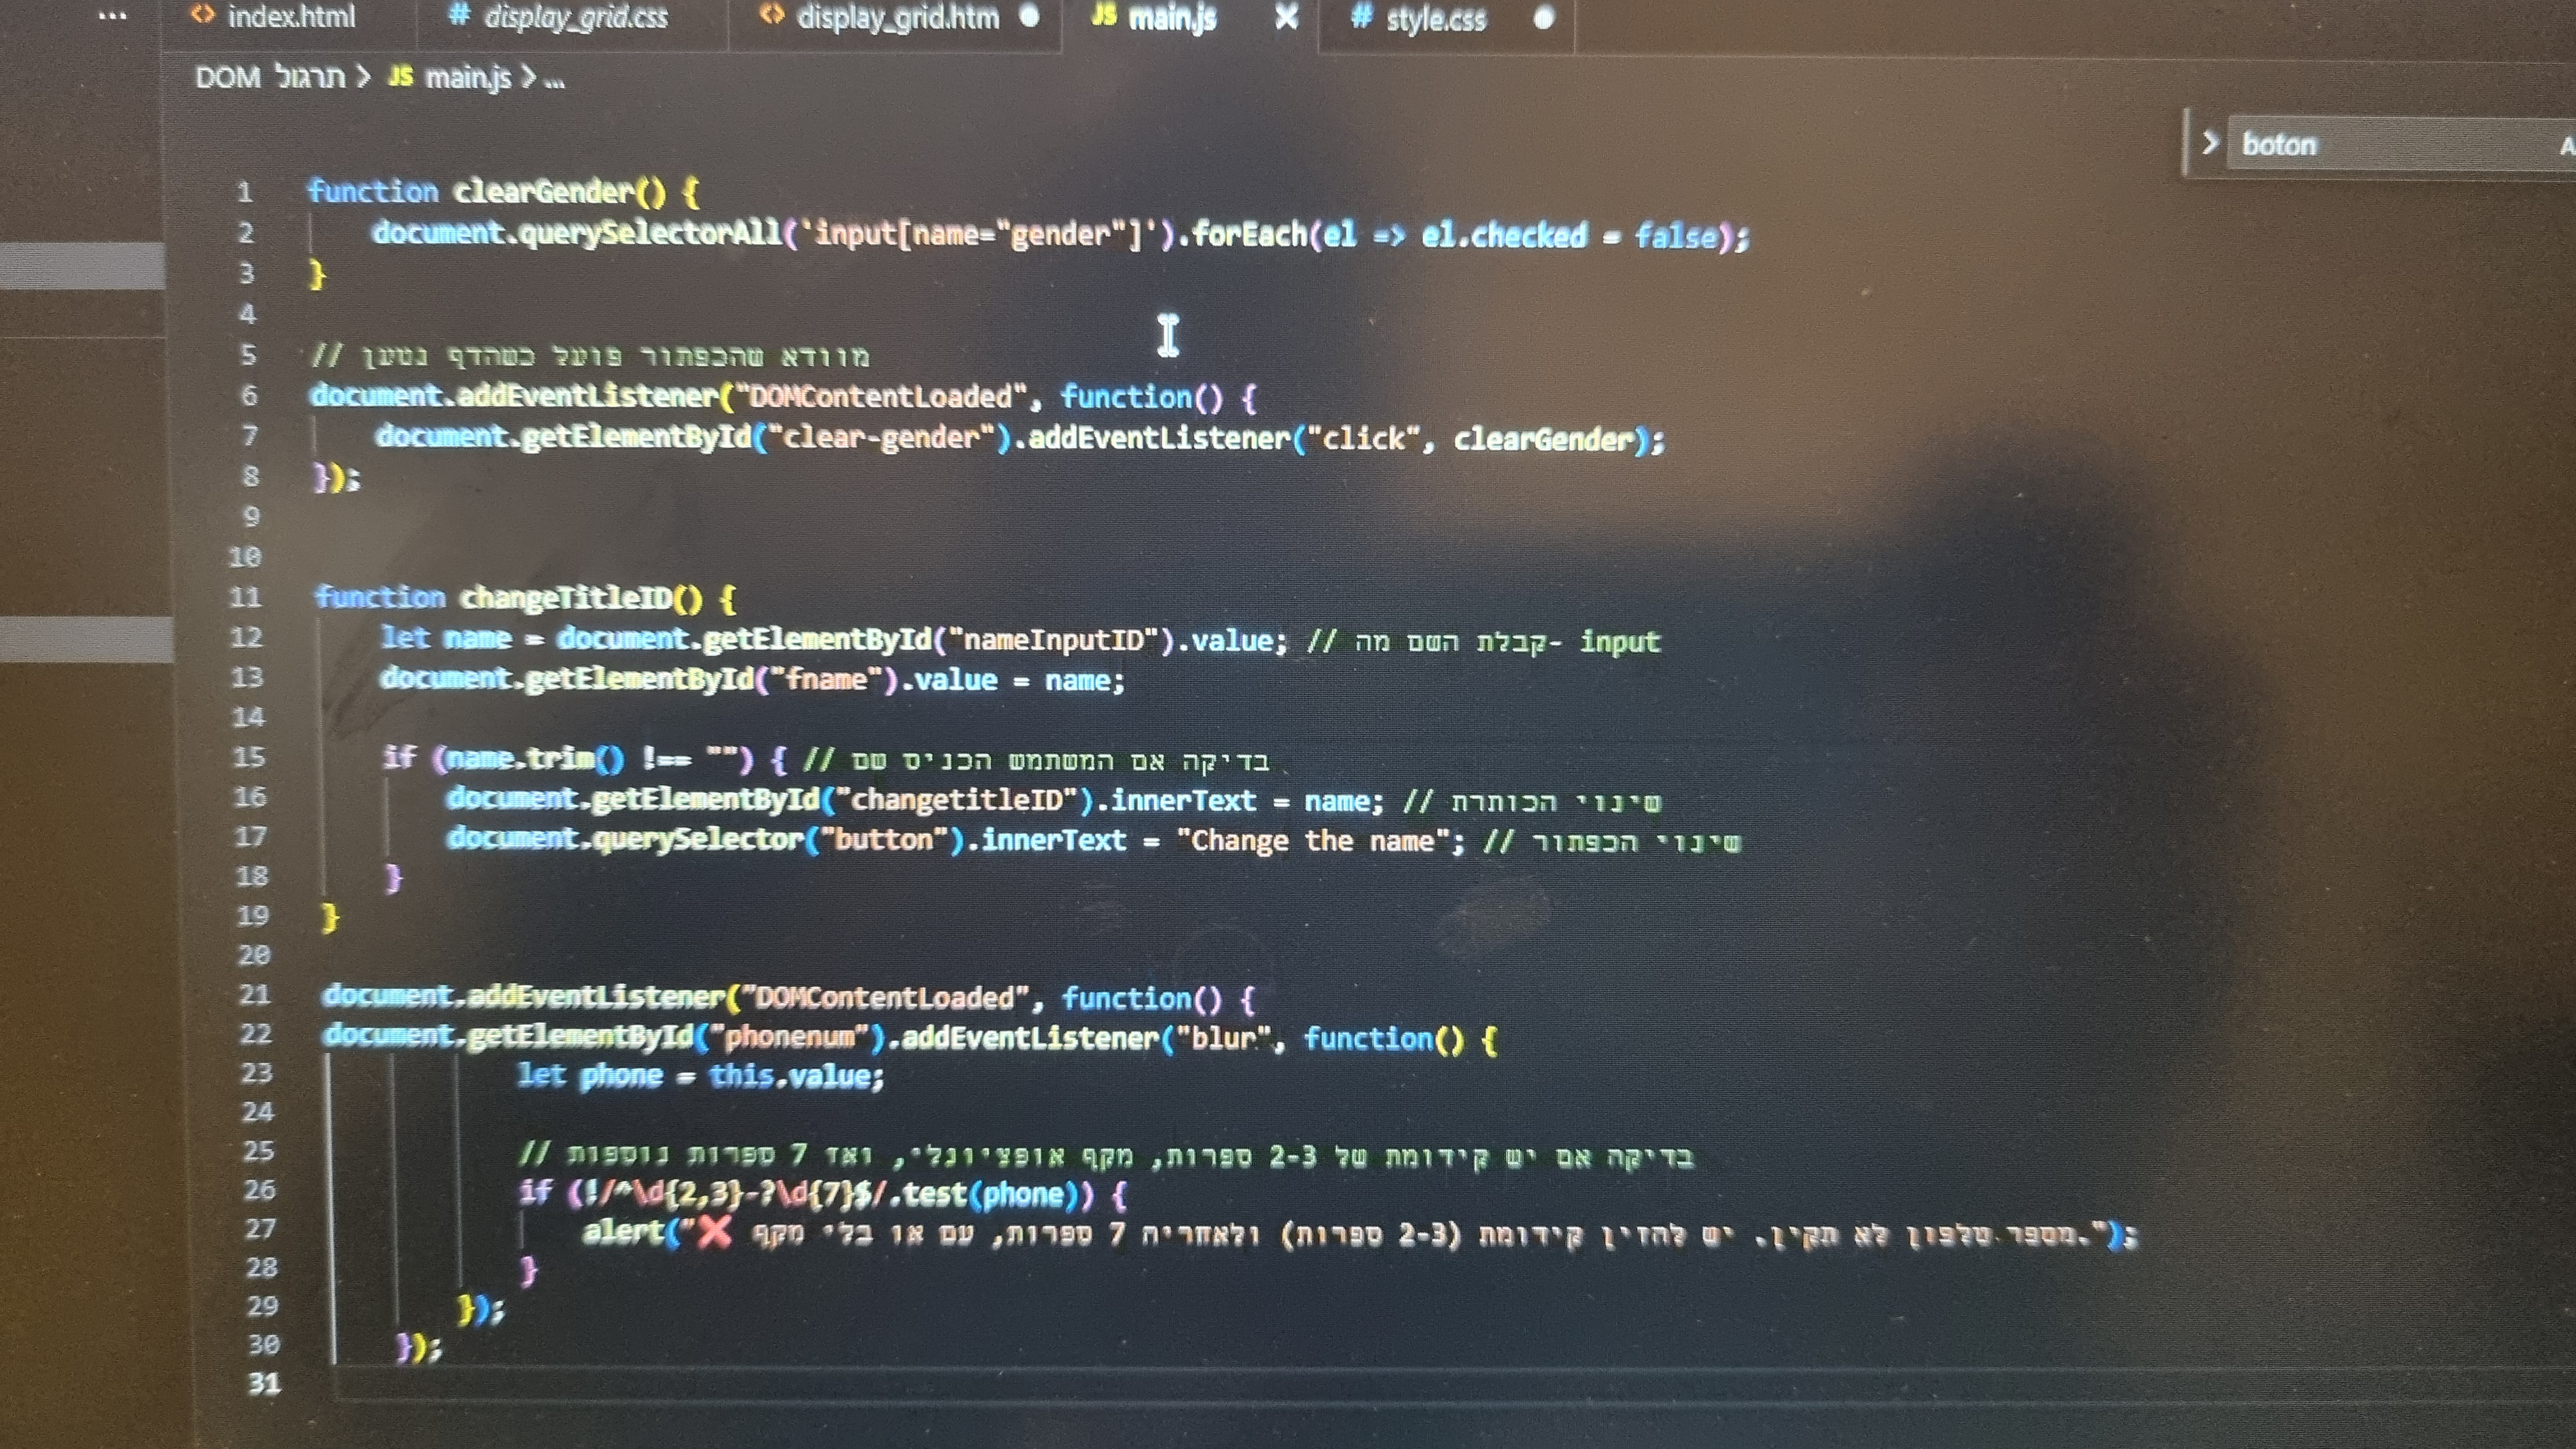 ... index.html display_grid.css display_grid.htm JS main.js style.css
DOM תרגול > JS main.js > ...
boton
1 function clearGender() {
2 document.querySelectorAll('input[name="gender"]').forEach(el => el.checked = false);
3 }
4
5 // מוודא שהכפתור פועל כשהדף נטען
6 document.addEventListener("DOMContentLoaded", function() {
7 document.getElementById("clear-gender").addEventListener("click", clearGender);
8 });
9
10
11 function changeTitleID() {
12 let name = document.getElementById("nameInputID").value; // קבלת השם מה- input
13 document.getElementById("fname").value = name;
14
15 if (name.trim() !== "") { // בדיקה אם המשתמש הכניס שם
16 document.getElementById("changetitleID").innerText = name; // שינוי הכותרת
17 document.querySelector("button").innerText = "Change the name"; // שינוי הכפתור
18 }
19 }
20
21 document.addEventListener("DOMContentLoaded", function() {
22 document.getElementById("phonenum").addEventListener("blur", function() {
23 let phone = this.value;
24
25 // בדיקה אם יש קידומת של 2-3 ספרות, מקף אופציונלי, ואז 7 ספרות נוספות
26 if (!/^\d{2,3}-?\d{7}$/.test(phone)) {
27 alert("❌ מספר טלפון לא תקין. יש להזין קידומת (2-3 ספרות) ולאחריה 7 ספרות, עם או בלי מקף.");
28 }
29 });
30 });
31